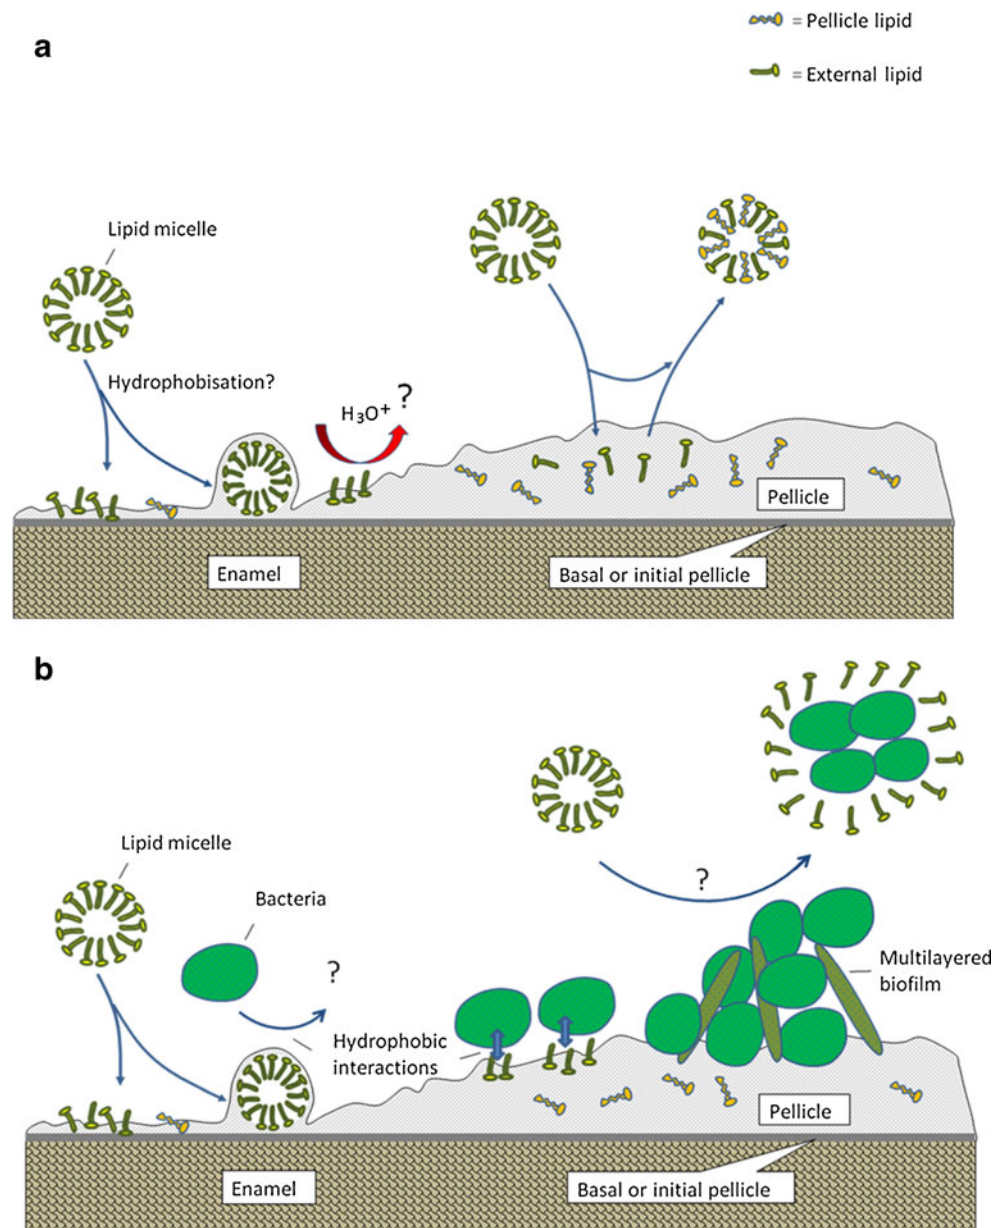 a
= Pellicle lipid
= External lipid
Lipid micelle
Hydrophobisation?
H₃O⁺
?
Pellicle
Enamel
Basal or initial pellicle
b
Lipid micelle
Bacteria
?
?
Hydrophobic
interactions
Multilayered
biofilm
Pellicle
Enamel
Basal or initial pellicle